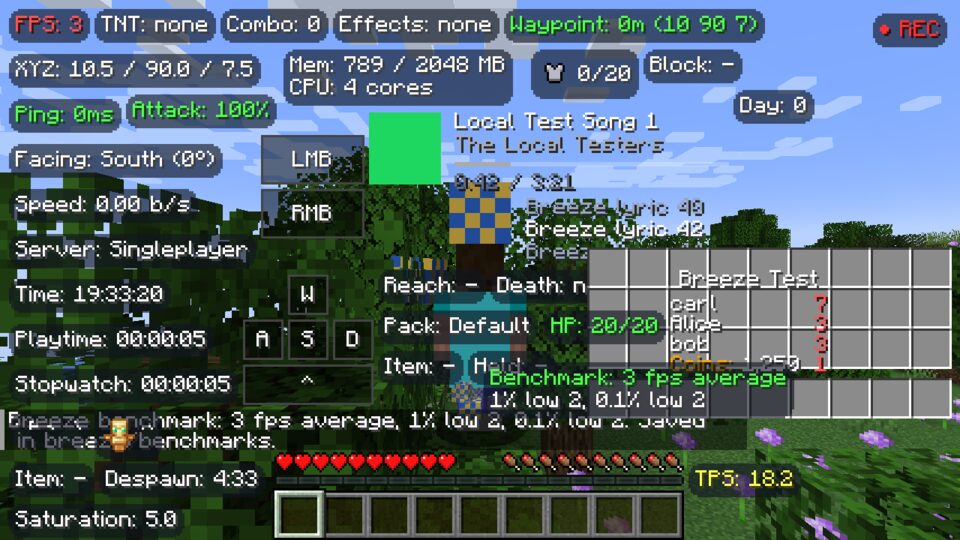 FPS: 3
TNT: none
Combo: 0
Effects: none
Waypoint: 0m (10 90 7)
REC
XYZ: 10.5 / 90.0 / 7.5
Mem: 789 / 2048 MB
CPU: 4 cores
0/20
Block: -
Day: 0
Ping: 0ms
Attack: 100%
Local Test Song 1
The Local Testers
0:42 / 3:21
Facing: South (0°)
LMB
RMB
Speed: 0.00 b/s
Breeze lyric 40
Breeze lyric 42
Breeze
Server: Singleplayer
Time: 19:33:20
W
Reach: -
Death: n
Breeze Test
carl 7
Alice 3
bob 3
Coins: 1,250 1
Playtime: 00:00:05
A
S
D
Pack: Default
HP: 20/20
Stopwatch: 00:00:05
^
Item: -
Held: -
Benchmark: 3 fps average
1% low 2, 0.1% low 2
Breeze benchmark: 3 fps average, 1% low 2, 0.1% low 2. Saved
in breeze-benchmarks.
Item: -
Despawn: 4:33
TPS: 18.2
Saturation: 5.0